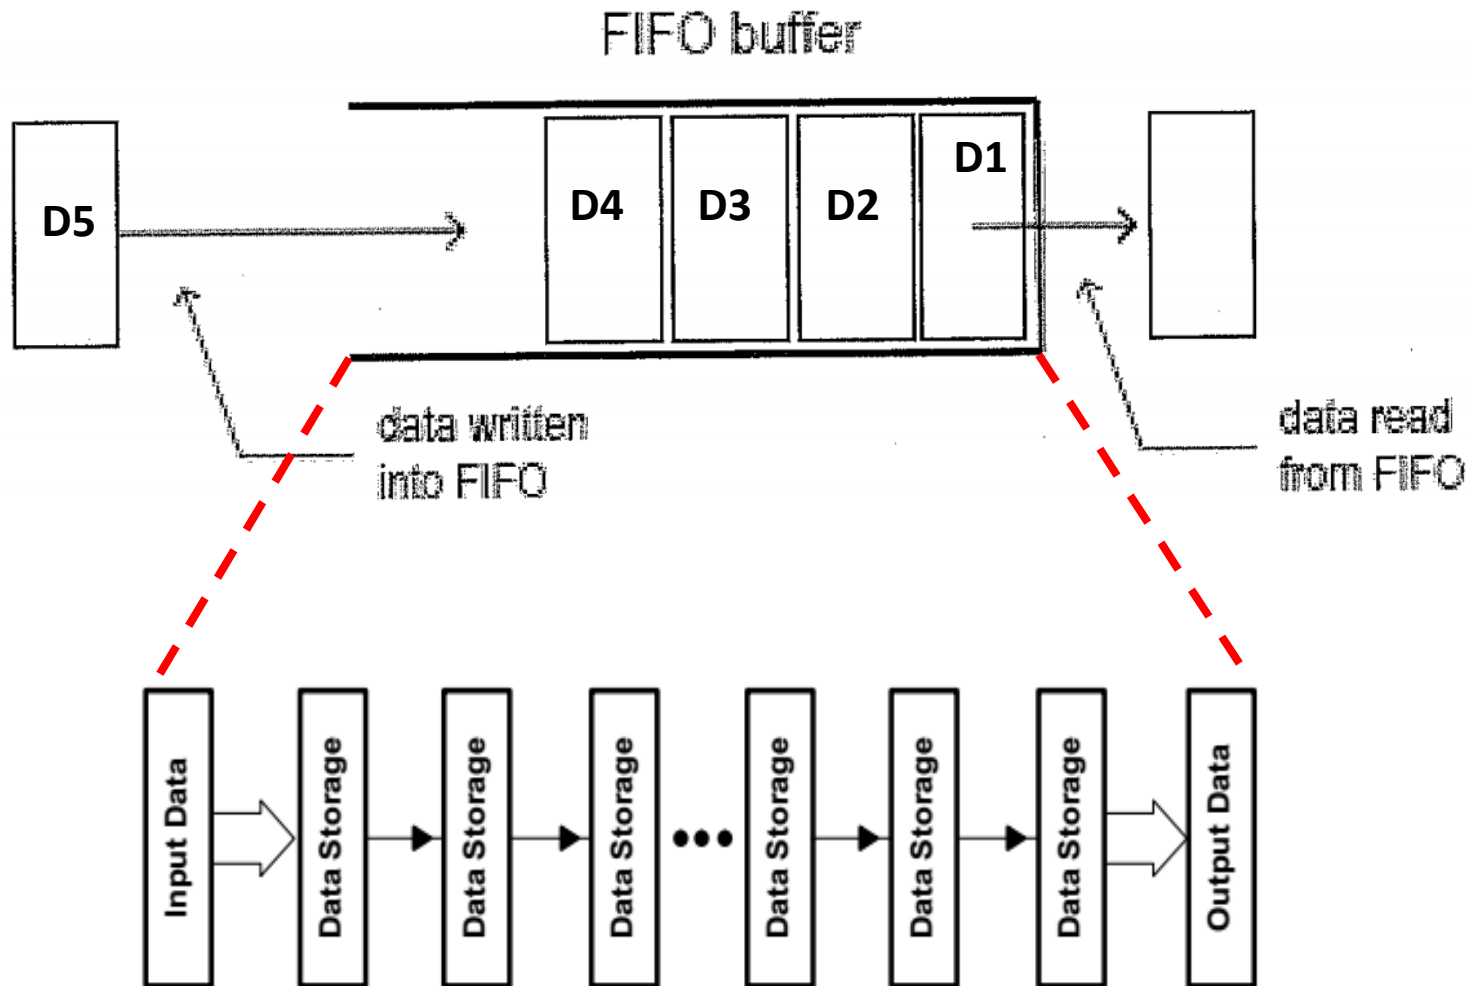 FIFO buffer
D5
D4
D3
D2
D1
data written
into FIFO
data read
from FIFO
Input Data
Data Storage
Data Storage
Data Storage
Data Storage
Data Storage
Data Storage
Output Data